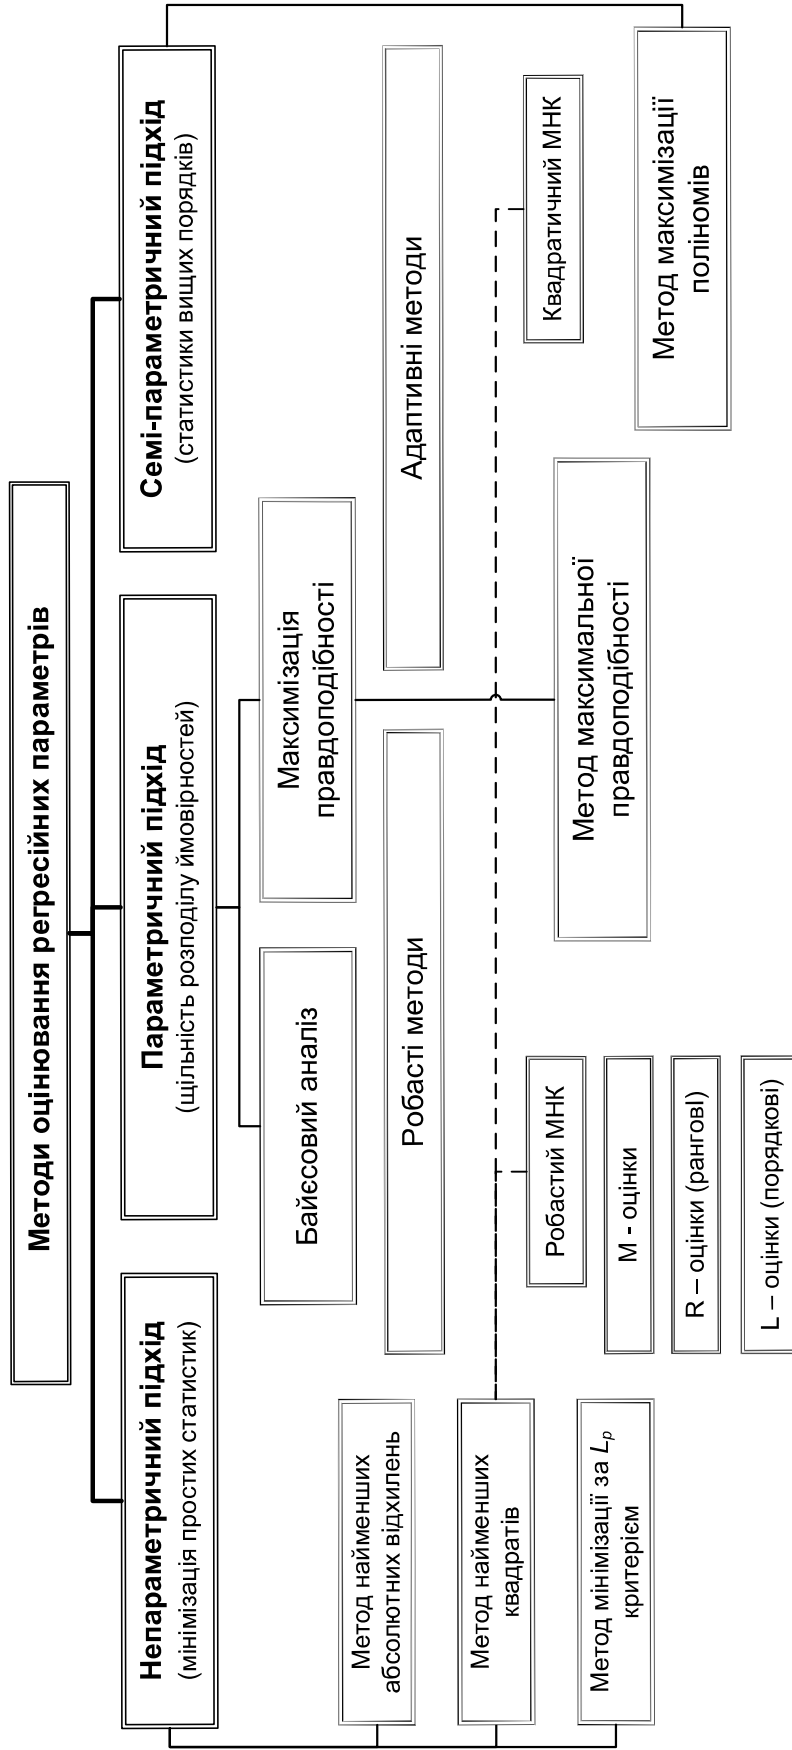 Методи оцінювання регресійних параметрів
Непараметричний підхід
(мінімізація простих статистик)
Параметричний підхід
(щільність розподілу ймовірностей)
Семі-параметричний підхід
(статистики вищих порядків)
Байєссовий аналіз
Максимізація
правдоподібності
Метод найменших
абсолютних відхилень
Робасті методи
Адаптивні методи
Метод найменших
квадратів
Робастий МНК
Квадратичний МНК
Метод мінімізації за Lp
критерієм
М - оцінки
R – оцінки (рангові)
L – оцінки (порядкові)
Метод максимальної
правдоподібності
Метод максимізації
поліномів